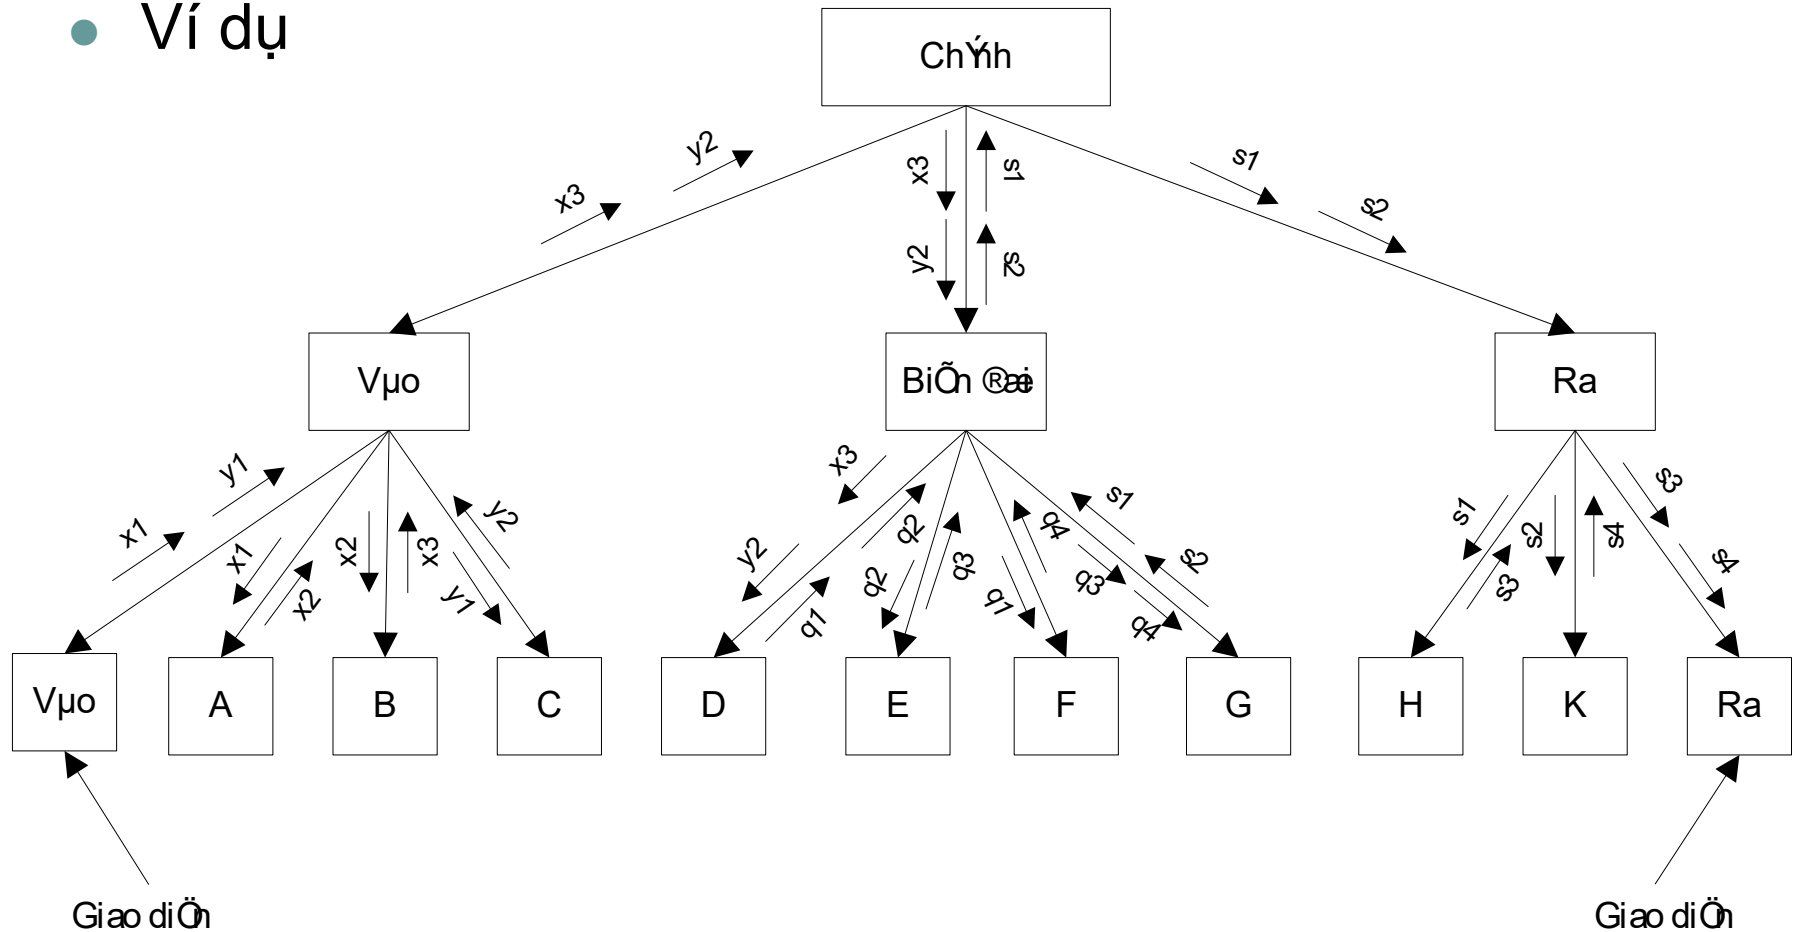 Ví dụ
ChÝnh
y2
x3
x3
s1
y2
s2
s1
s2
Vµo
BiÕn ®æi
Ra
y1
x1
x1
x2
x2
x3
y2
y1
x3
y2
q2
q1
q2
q3
q4
q1
s1
s2
q3
q4
s1
s3
s2
s4
s3
s4
Vµo
A
B
C
D
E
F
G
H
K
Ra
Giao diÖn
Giao diÖn